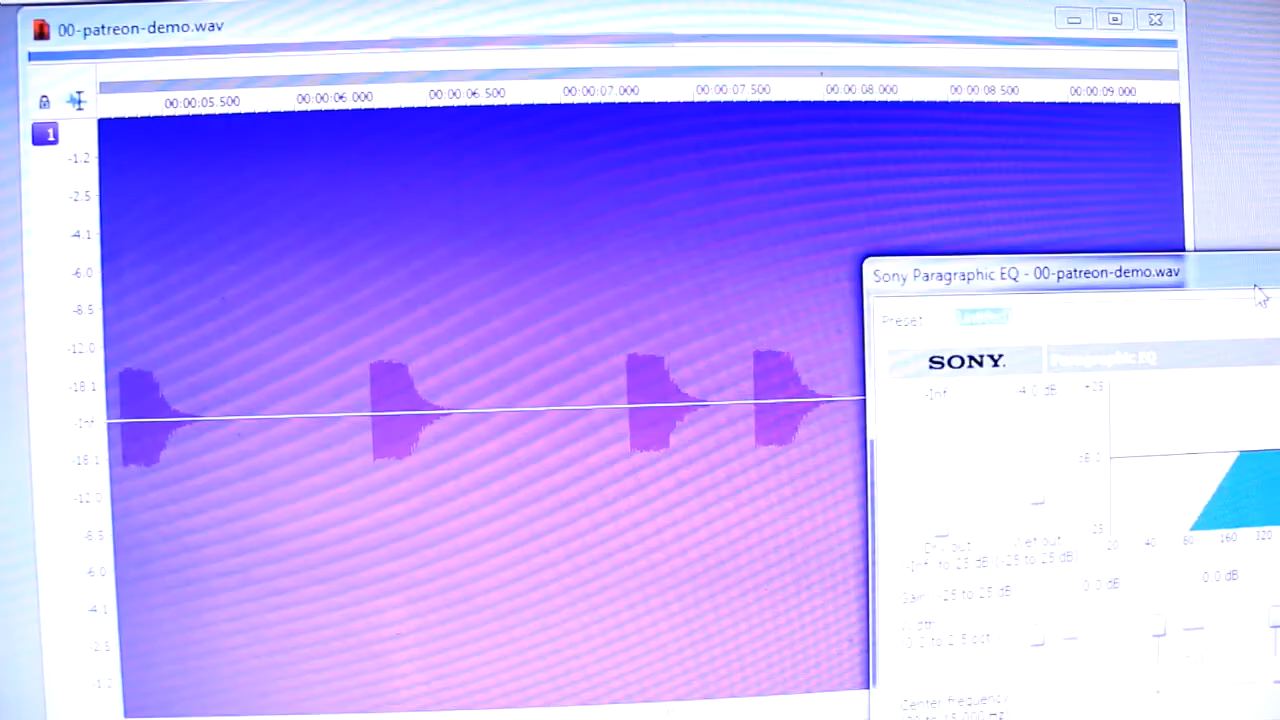 00-patreon-demo.wav
00:00:05.500 00:00:06.000 00:00:06.500 00:00:07.000 00:00:07.500 00:00:08.000 00:00:08.500 00:00:09.000
1
-1.2
-2.5
-4.1
-6.0
-8.5
-12.0
-18.1
-Inf.
-18.1
-12.0
-8.5
-6.0
-4.1
-2.5
-1.2
Sony Paragraphic EQ - 00-patreon-demo.wav
Preset:
SONY. Paragraphic EQ
-Inf. -4.0 dB
dB 0
25
20 40 80 160 320
Dry out Wet out
-Inf. to 25 dB (-25 to 25 dB)
Gain -25 to 25 dB 0.0 dB 0.0 dB
Width
Center frequency